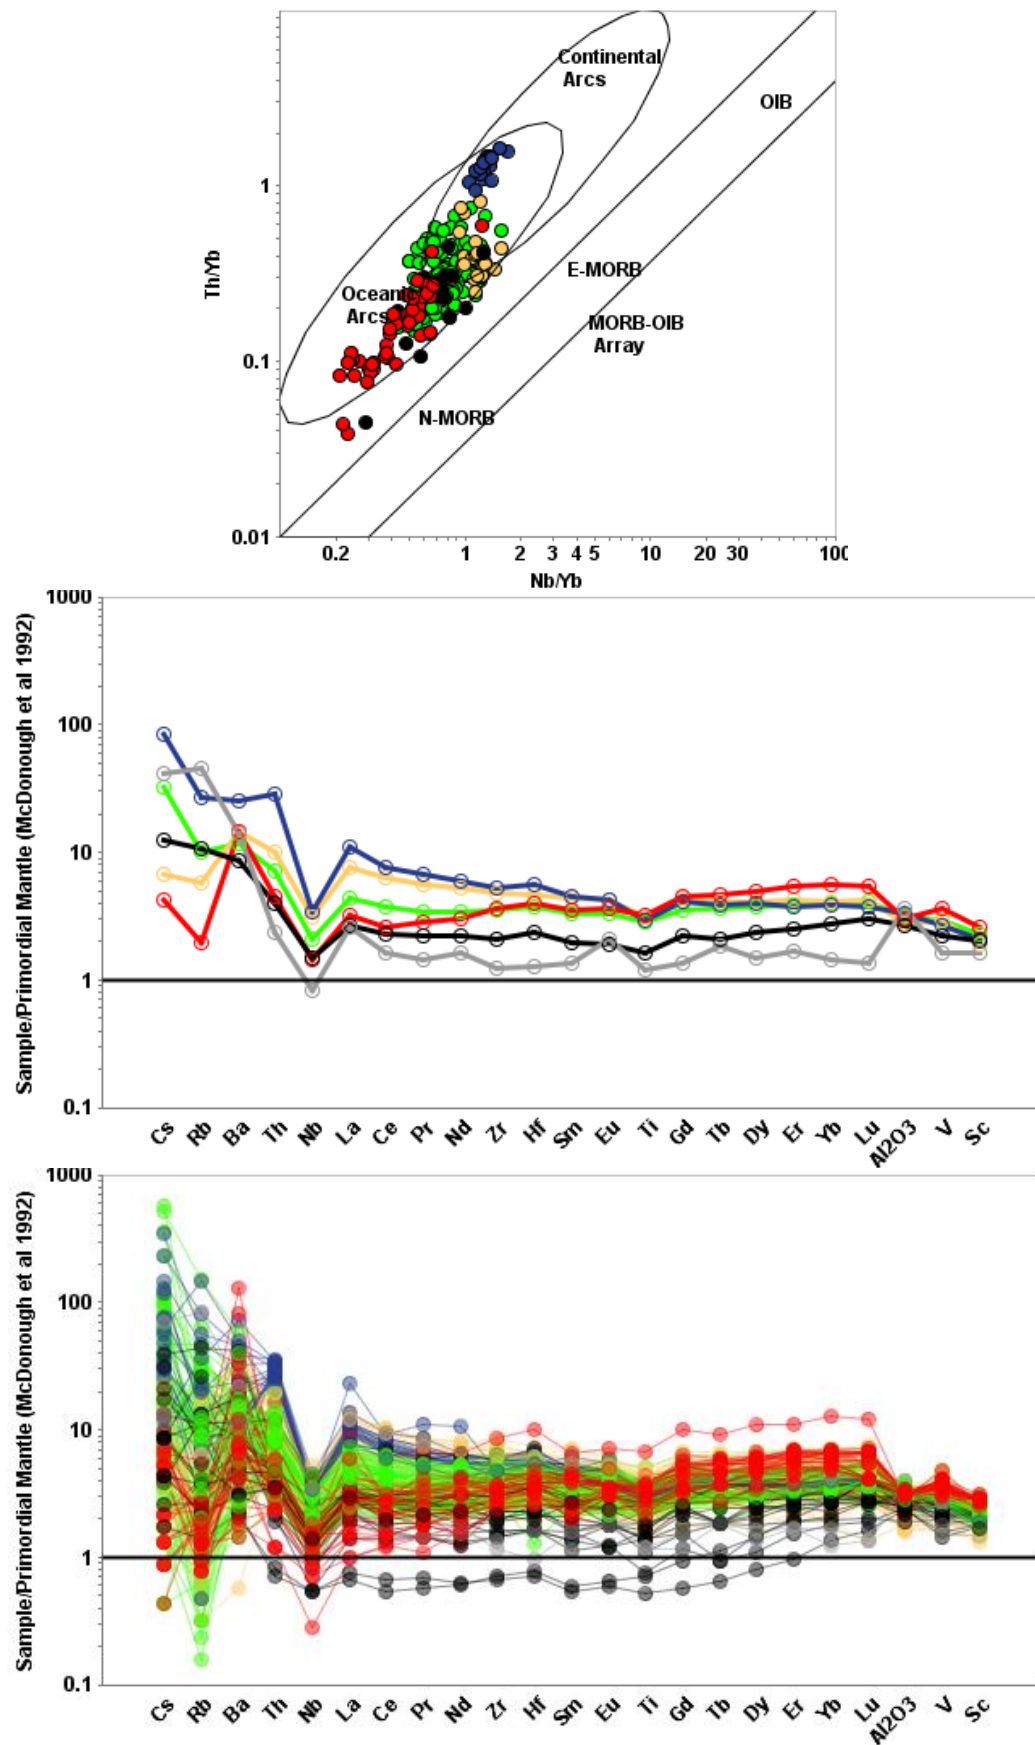 Continental
Arcs
OIB
1
Th/Yb
E-MORB
Oceanic
Arcs
MORB-OIB
Array
0.1
N-MORB
0.01
0.2 1 2 3 4 5 10 20 30 100
Nb/Yb
1000
Sample/Primordial Mantle (McDonough et al 1992)
100
10
1
0.1
Cs Rb Ba Th Nb La Ce Pr Nd Zr Hf Sm Eu Ti Gd Tb Dy Er Yb Lu Al2O3 V Sc
1000
Sample/Primordial Mantle (McDonough et al 1992)
100
10
1
0.1
Cs Rb Ba Th Nb La Ce Pr Nd Zr Hf Sm Eu Ti Gd Tb Dy Er Yb Lu Al2O3 V Sc